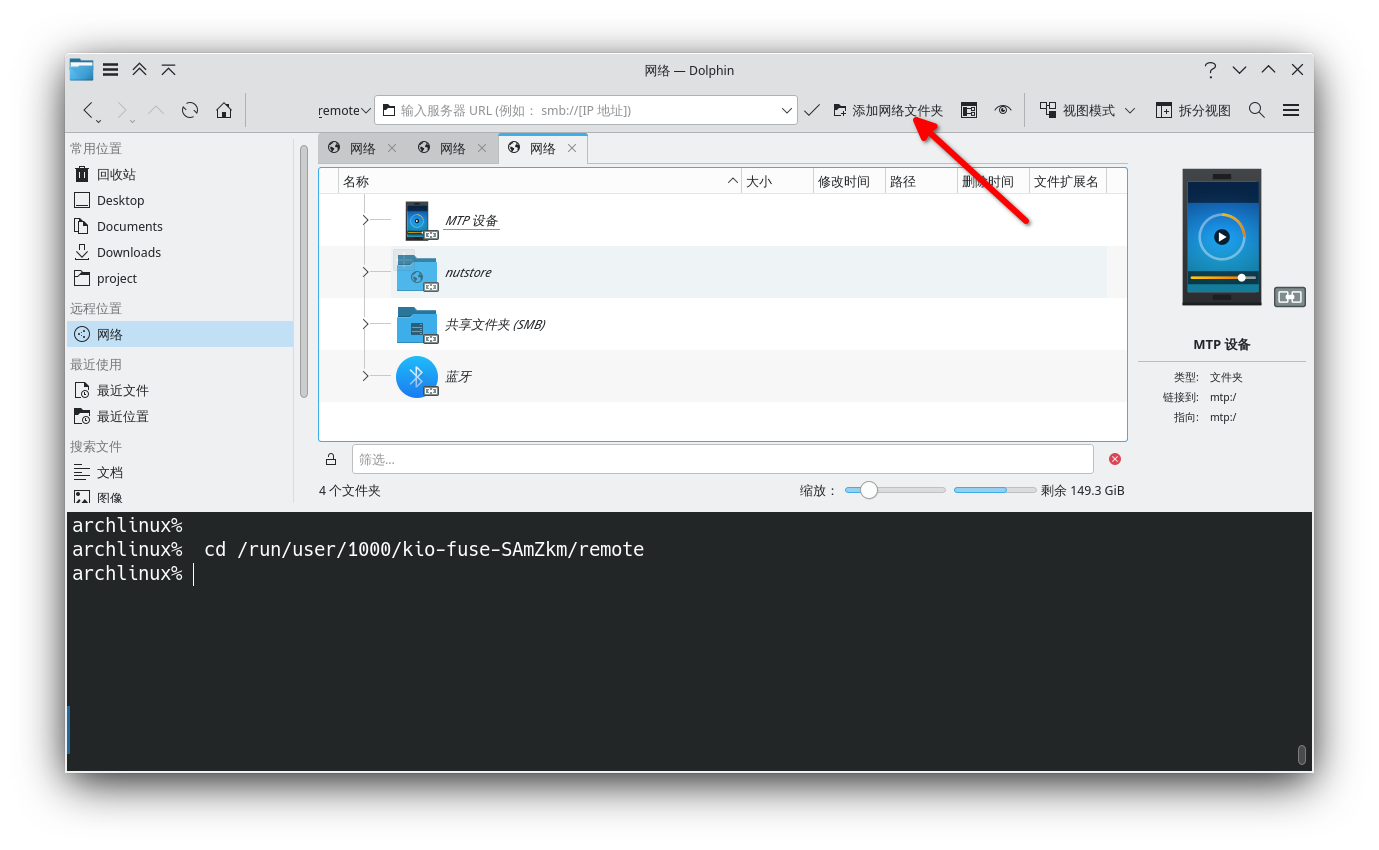 网络 — Dolphin
remote
输入服务器 URL (例如： smb://[IP 地址])
添加网络文件夹
视图模式
拆分视图
常用位置
回收站
Desktop
Documents
Downloads
project
远程位置
网络
最近使用
最近文件
最近位置
搜索文件
文档
图像
网络
网络
网络
名称 大小 修改时间 路径 删除时间 文件扩展名
MTP 设备
nutstore
共享文件夹 (SMB)
蓝牙
筛选...
4 个文件夹
缩放：
剩余 149.3 GiB
MTP 设备
类型: 文件夹
链接到: mtp:/
指向: mtp:/
archlinux%
archlinux% cd /run/user/1000/kio-fuse-SAmZkm/remote
archlinux%